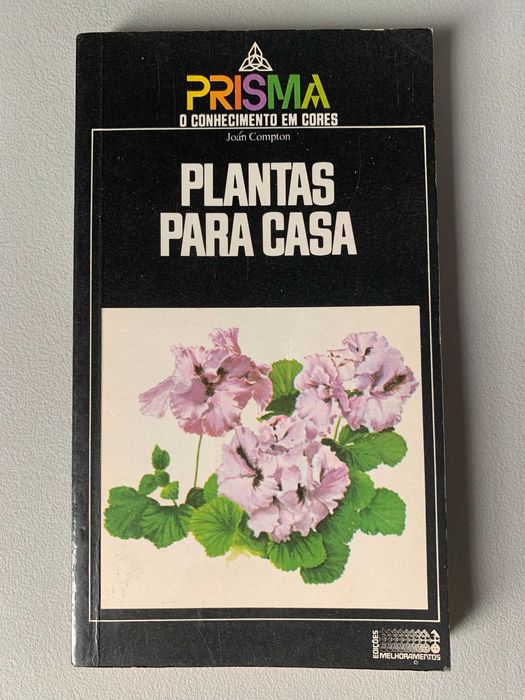 PRISMA
O CONHECIMENTO EM CORES
Joan Compton
PLANTAS
PARA CASA
EDIÇÕES
MELHORAMENTOS